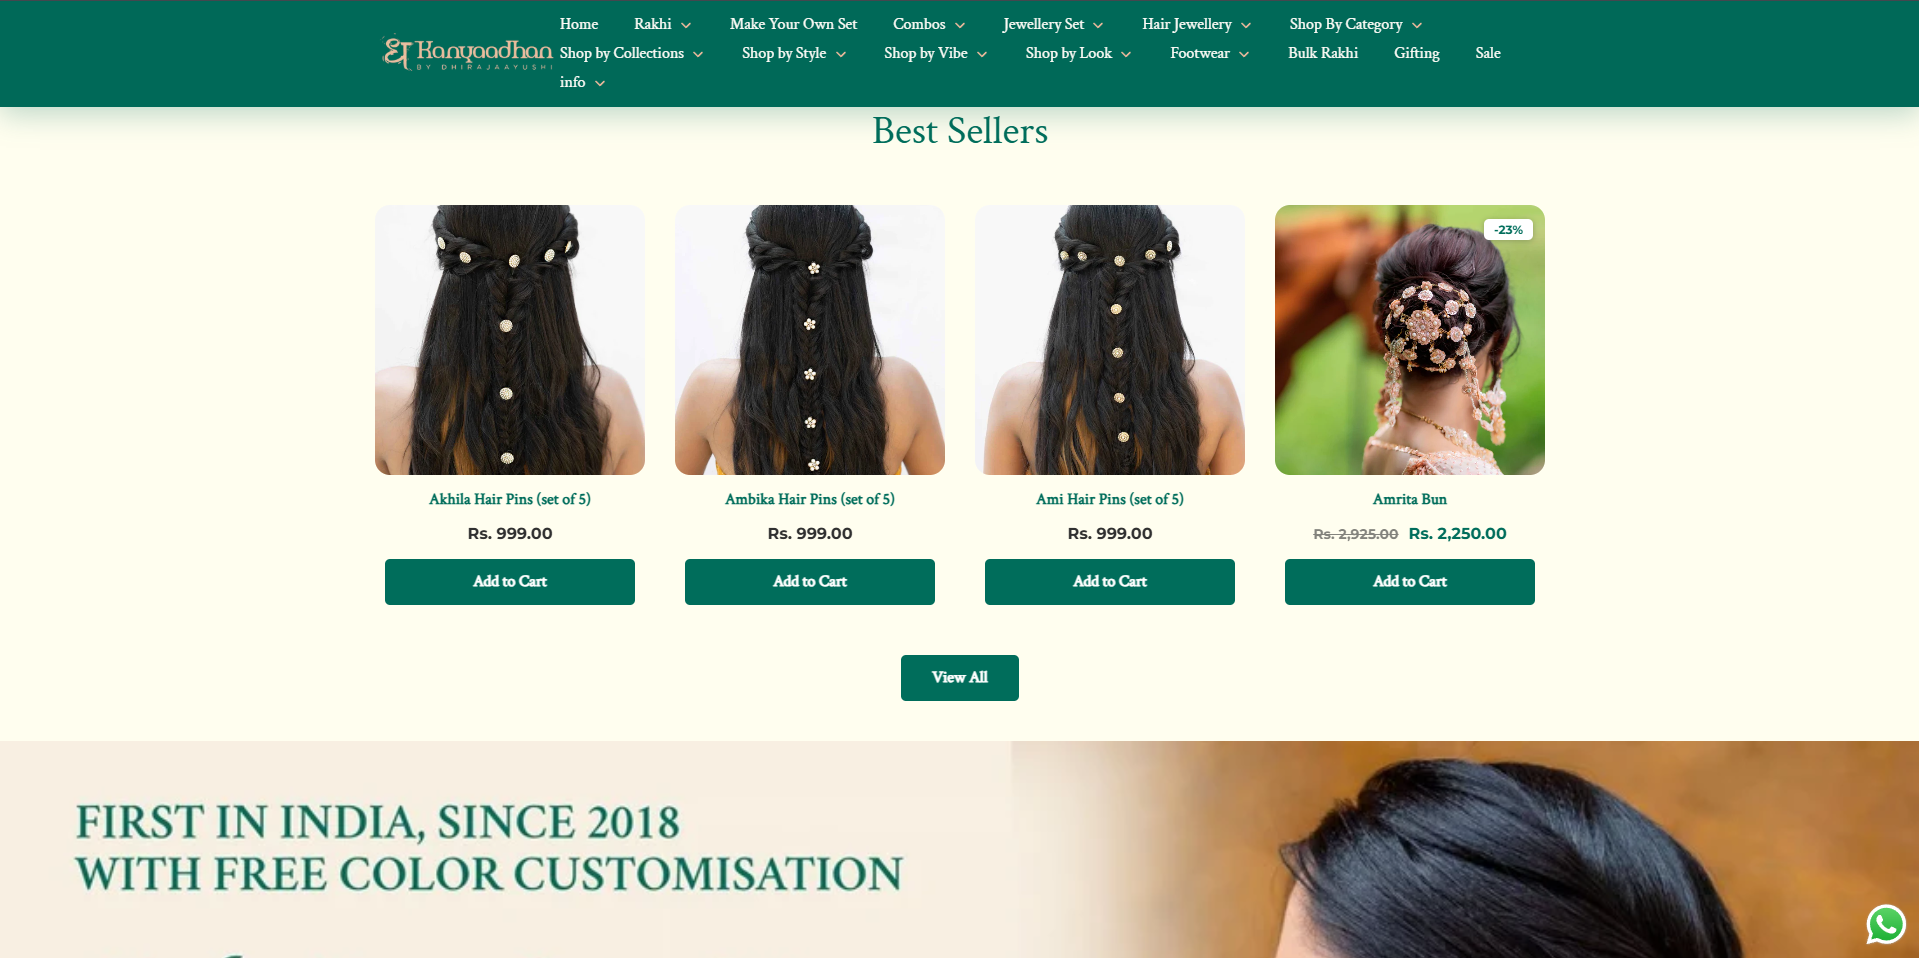 Home Rakhi Make Your Own Set Combos Jewellery Set Hair Jewellery Shop By Category
श्री Kanyaadhan
BY DHIRAJAAYUSHI
Shop by Collections Shop by Style Shop by Vibe Shop by Look Footwear Bulk Rakhi Gifting Sale
info
Best Sellers
-23%
Akhila Hair Pins (set of 5) Ambika Hair Pins (set of 5) Ami Hair Pins (set of 5) Amrita Bun
Rs. 999.00 Rs. 999.00 Rs. 999.00 Rs. 2,925.00 Rs. 2,250.00
Add to Cart Add to Cart Add to Cart Add to Cart
View All
FIRST IN INDIA, SINCE 2018
WITH FREE COLOR CUSTOMISATION